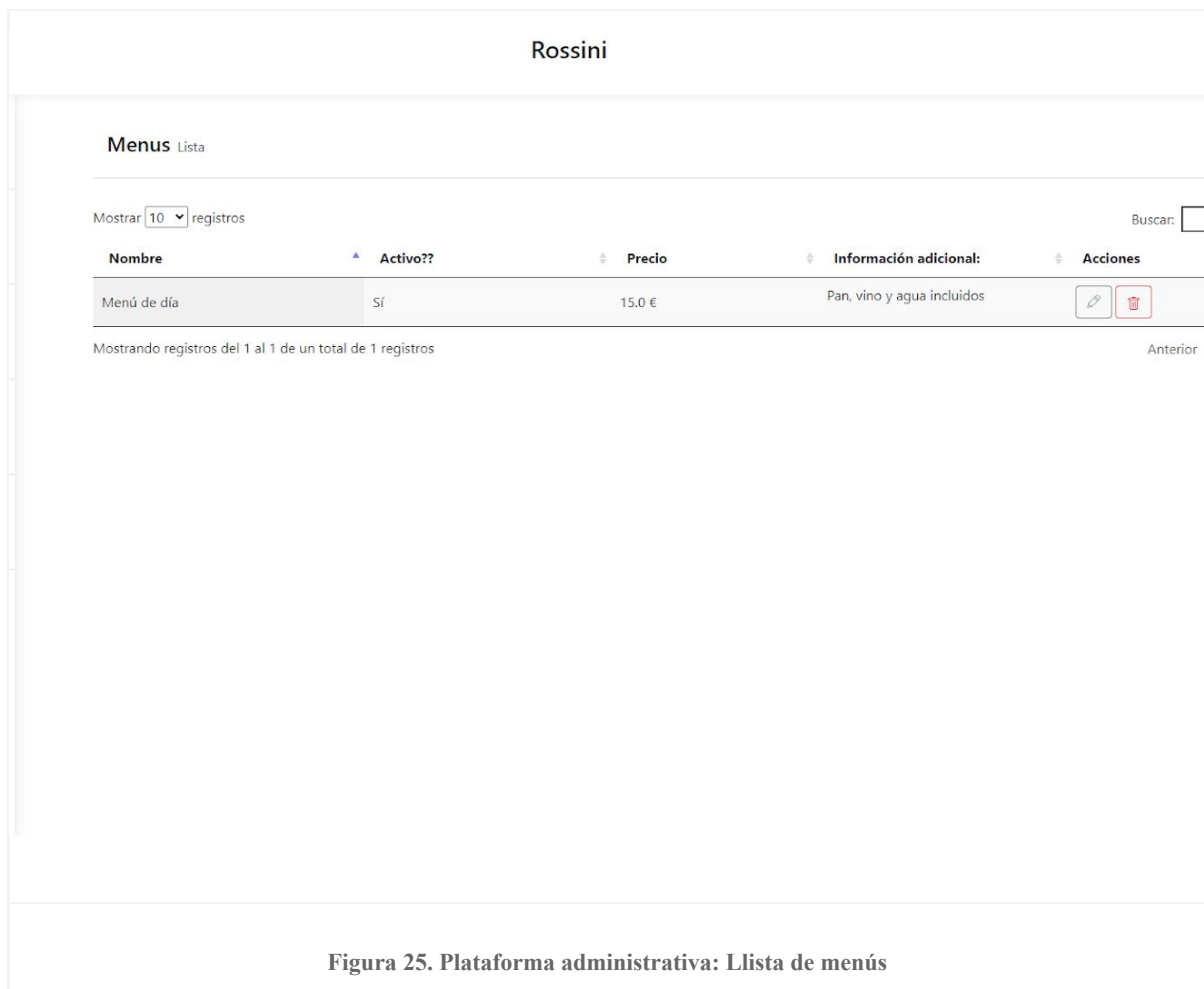 Rossini
Menus Lista
Mostrar 10 registros Buscar:
Nombre Activo?? Precio Información adicional: Acciones
Menú de día Sí 15.0 € Pan, vino y agua incluidos
Mostrando registros del 1 al 1 de un total de 1 registros Anterior
Figura 25. Plataforma administrativa: Llista de menús